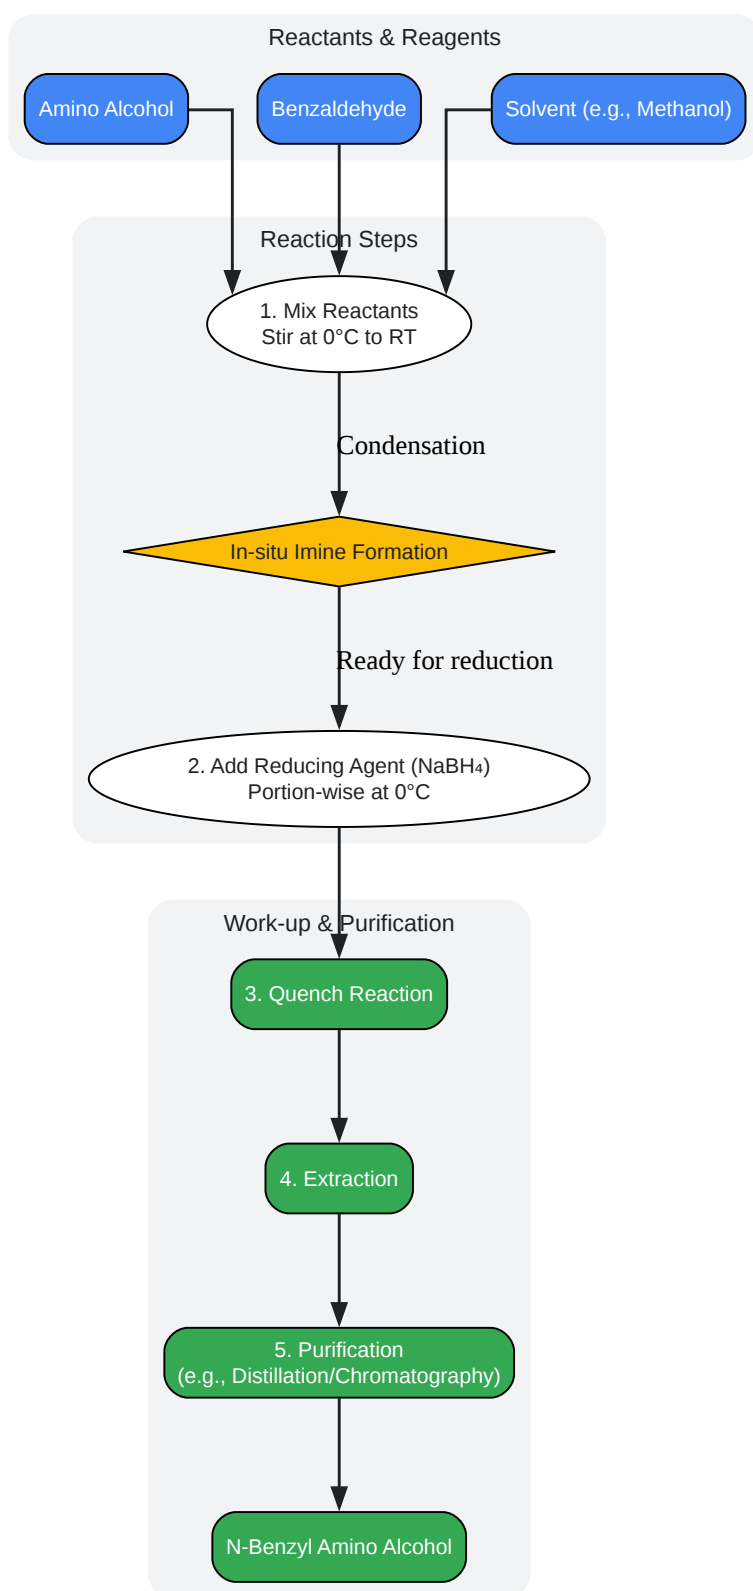 Reactants & Reagents
Amino Alcohol
Benzaldehyde
Solvent (e.g., Methanol)
Reaction Steps
1. Mix Reactants
Stir at 0°C to RT
Condensation
In-situ Imine Formation
Ready for reduction
2. Add Reducing Agent (NaBH₄)
Portion-wise at 0°C
Work-up & Purification
3. Quench Reaction
4. Extraction
5. Purification
(e.g., Distillation/Chromatography)
N-Benzyl Amino Alcohol